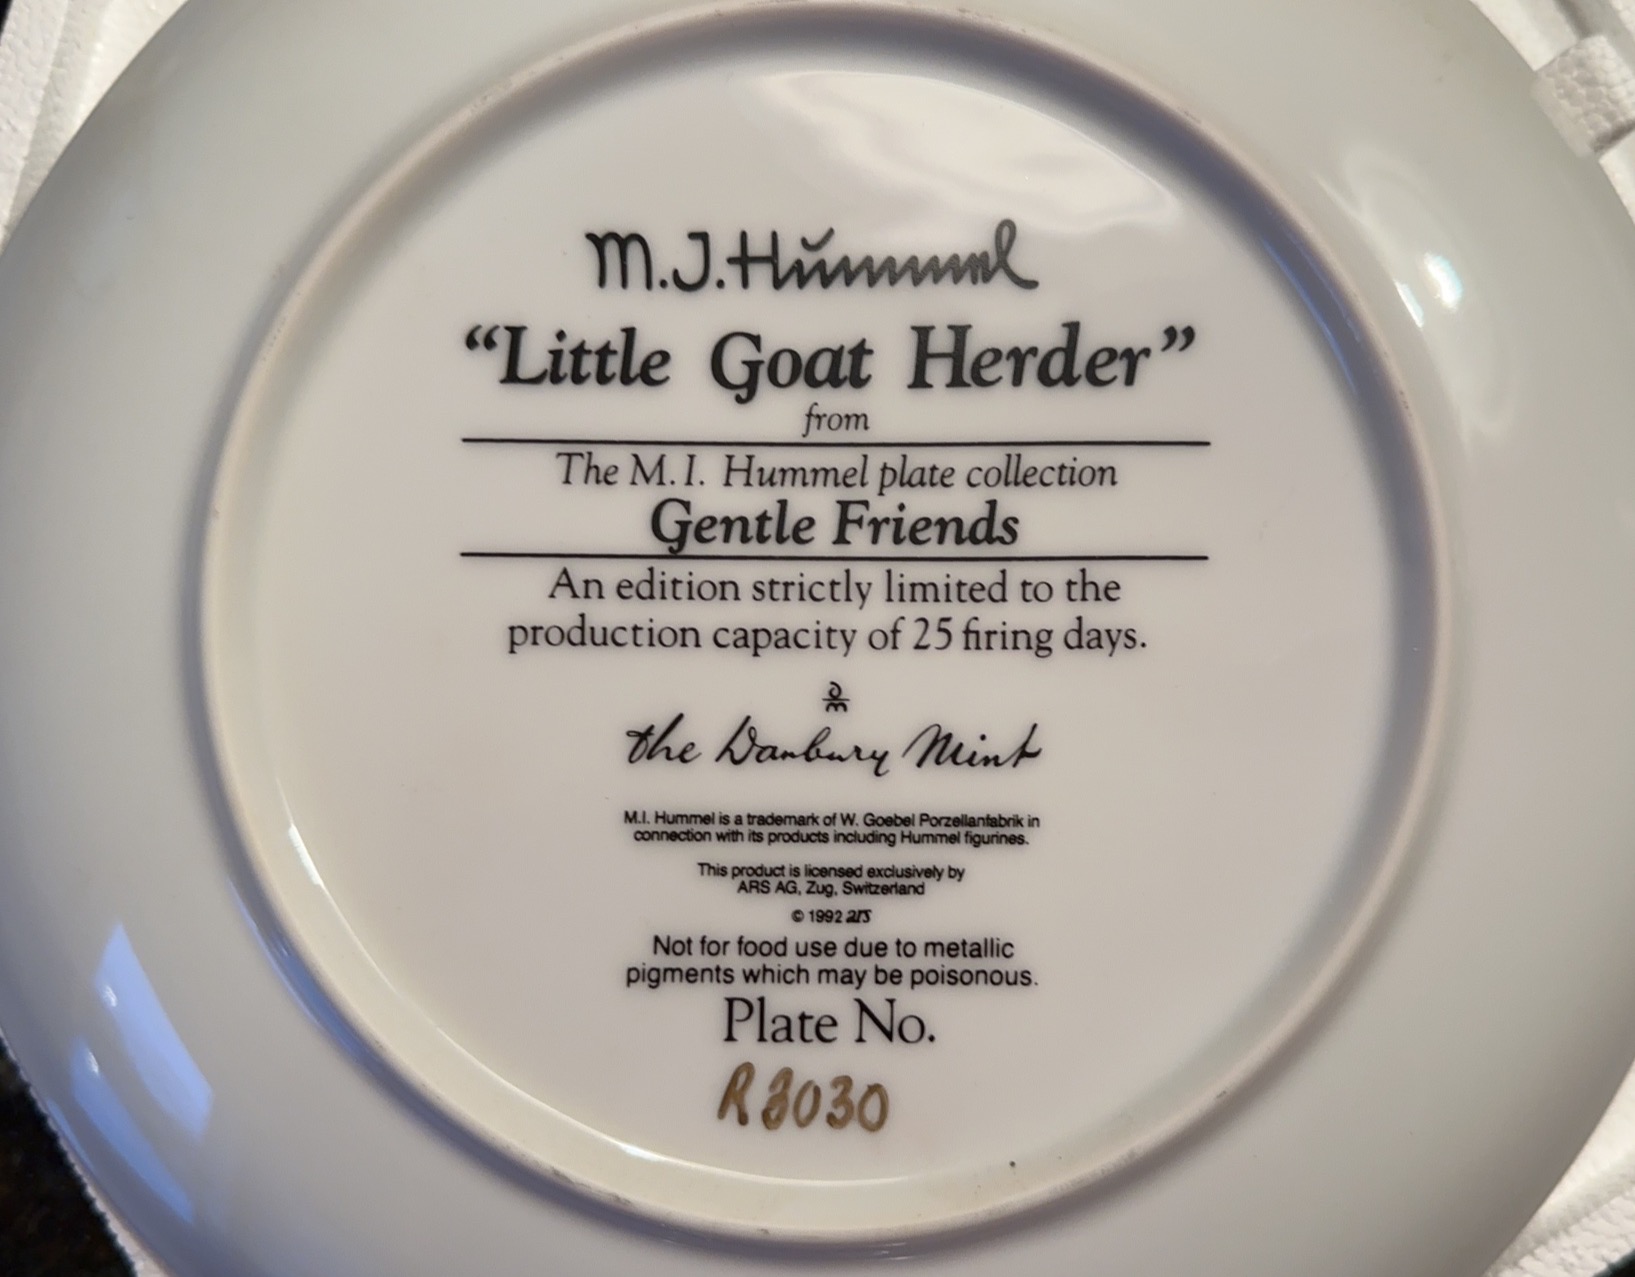 M.J.Hummel
“Little Goat Herder”
from
The M. I. Hummel plate collection
Gentle Friends
An edition strictly limited to the
production capacity of 25 firing days.
the Danbury Mint
M.I. Hummel is a trademark of W. Goebel Porzellanfabrik in
connection with its products including Hummel figurines.
This product is licensed exclusively by
ARS AG, Zug, Switzerland
© 1992 ars
Not for food use due to metallic
pigments which may be poisonous.
Plate No.
R3030